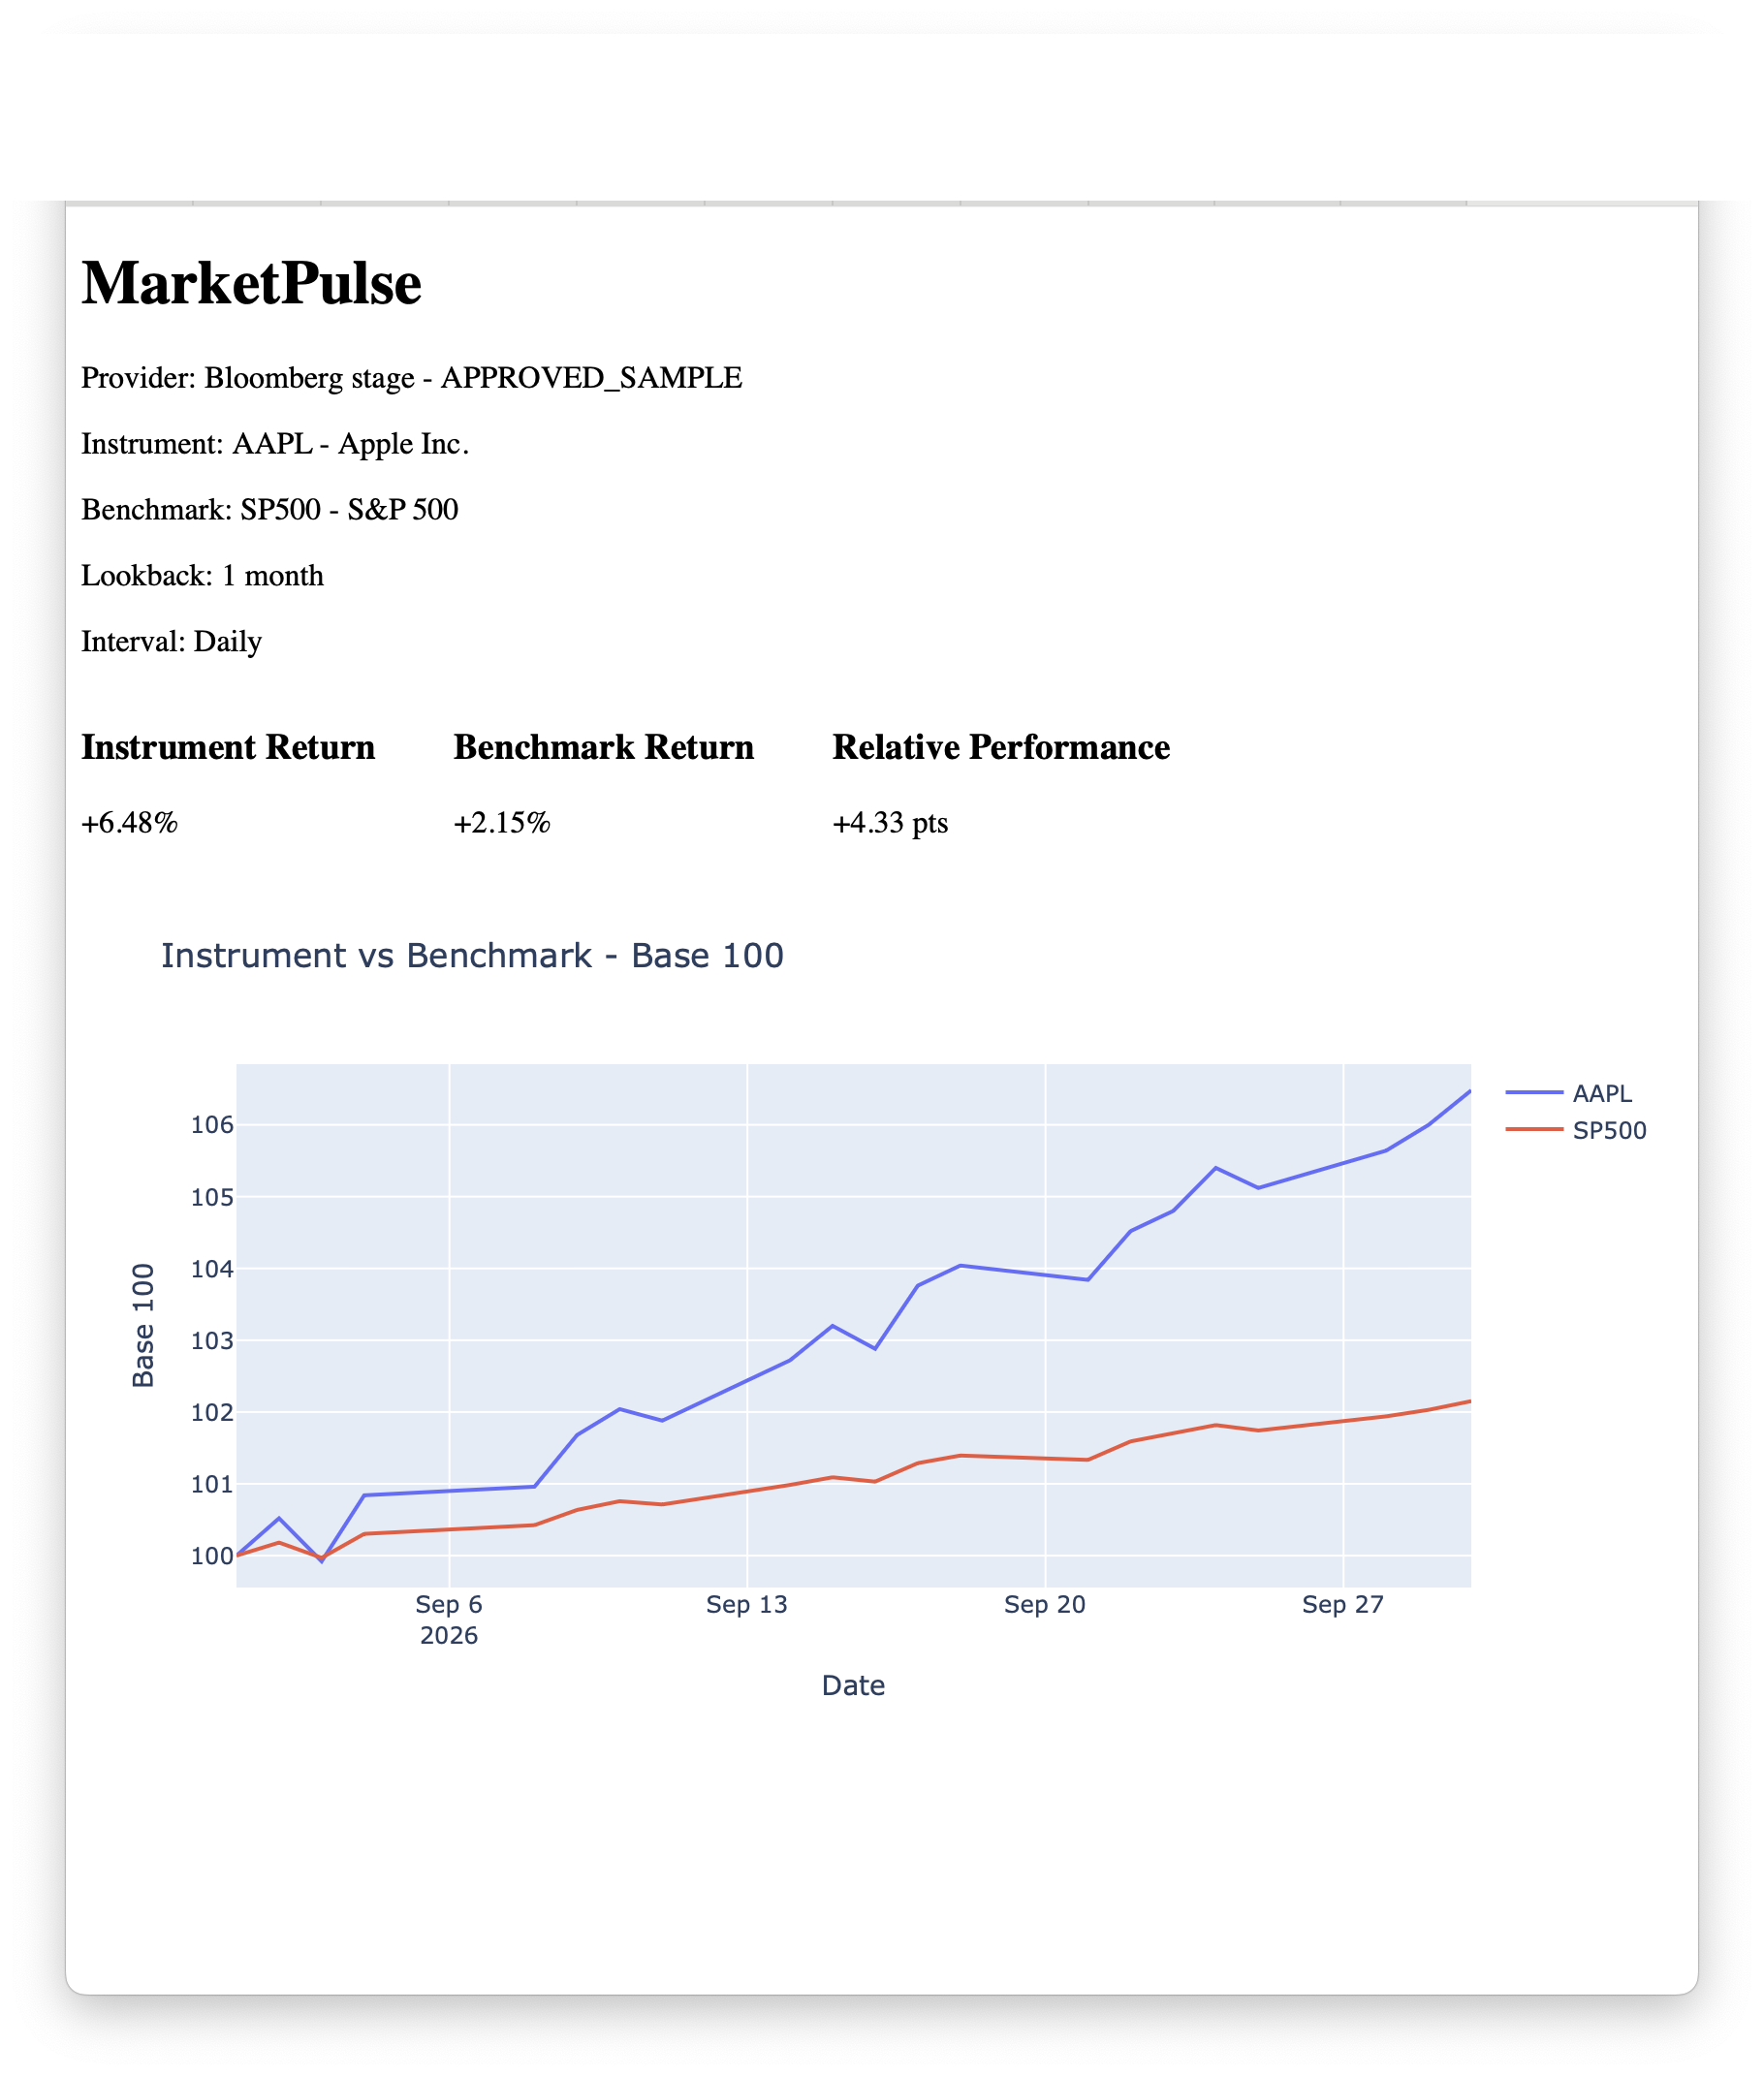 MarketPulse
Provider: Bloomberg stage - APPROVED_SAMPLE
Instrument: AAPL - Apple Inc.
Benchmark: SP500 - S&P 500
Lookback: 1 month
Interval: Daily
Instrument Return
+6.48%
Benchmark Return
+2.15%
Relative Performance
+4.33 pts
Instrument vs Benchmark - Base 100
AAPL
SP500
Base 100
106
105
104
103
102
101
100
Sep 6
2026
Sep 13
Sep 20
Sep 27
Date